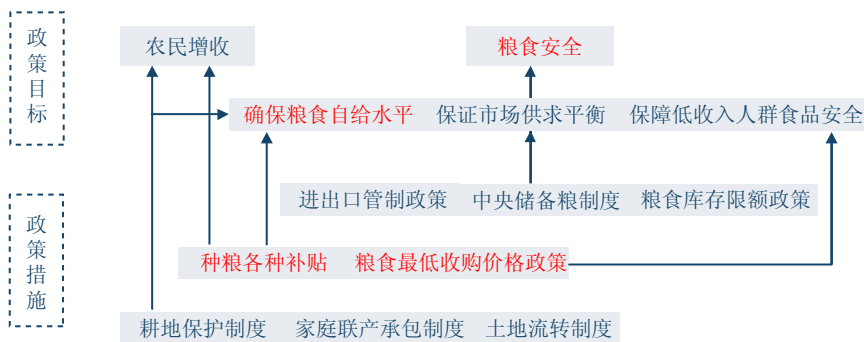 政策目标
农民增收
粮食安全
确保粮食自给水平 保证市场供求平衡 保障低收入人群食品安全
政策措施
进出口管制政策 中央储备粮制度 粮食库存限额政策
种粮各种补贴 粮食最低收购价格政策
耕地保护制度 家庭联产承包制度 土地流转制度